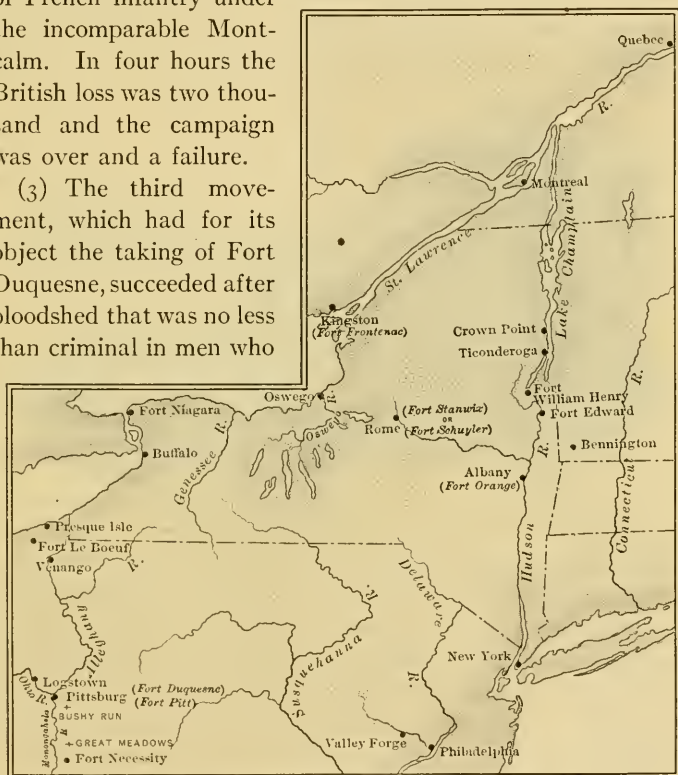 of French infantry under
the incomparable Mont-
calm. In four hours the
British loss was two thou-
sand and the campaign
was over and a failure.
(3) The third move-
ment, which had for its
object the taking of Fort
Duquesne, succeeded after
bloodshed that was no less
than criminal in men who
Quebec
R.
Montreal
St. Lawrence
Lake Champlain
Kingston
(Fort Frontenac)
Crown Point
Ticonderoga
Oswego
R.
Oswego
Fort
William Henry
Fort Edward
R.
Rome
(Fort Stanwix)
OR
(Fort Schuyler)
Bennington
Fort Niagara
Buffalo
Genessee R.
Albany
(Fort Orange)
Connecticut R.
Hudson
Presque Isle
Fort Le Boeuf
Venango
R.
Alleghany
Delaware
R.
Susquehanna
R.
New York
Logstown
Ohio R.
Pittsburg
(Fort Duquesne)
(Fort Pitt)
BUSHY RUN
Monongahela
R
GREAT MEADOWS
Fort Necessity
Valley Forge
Philadelphia